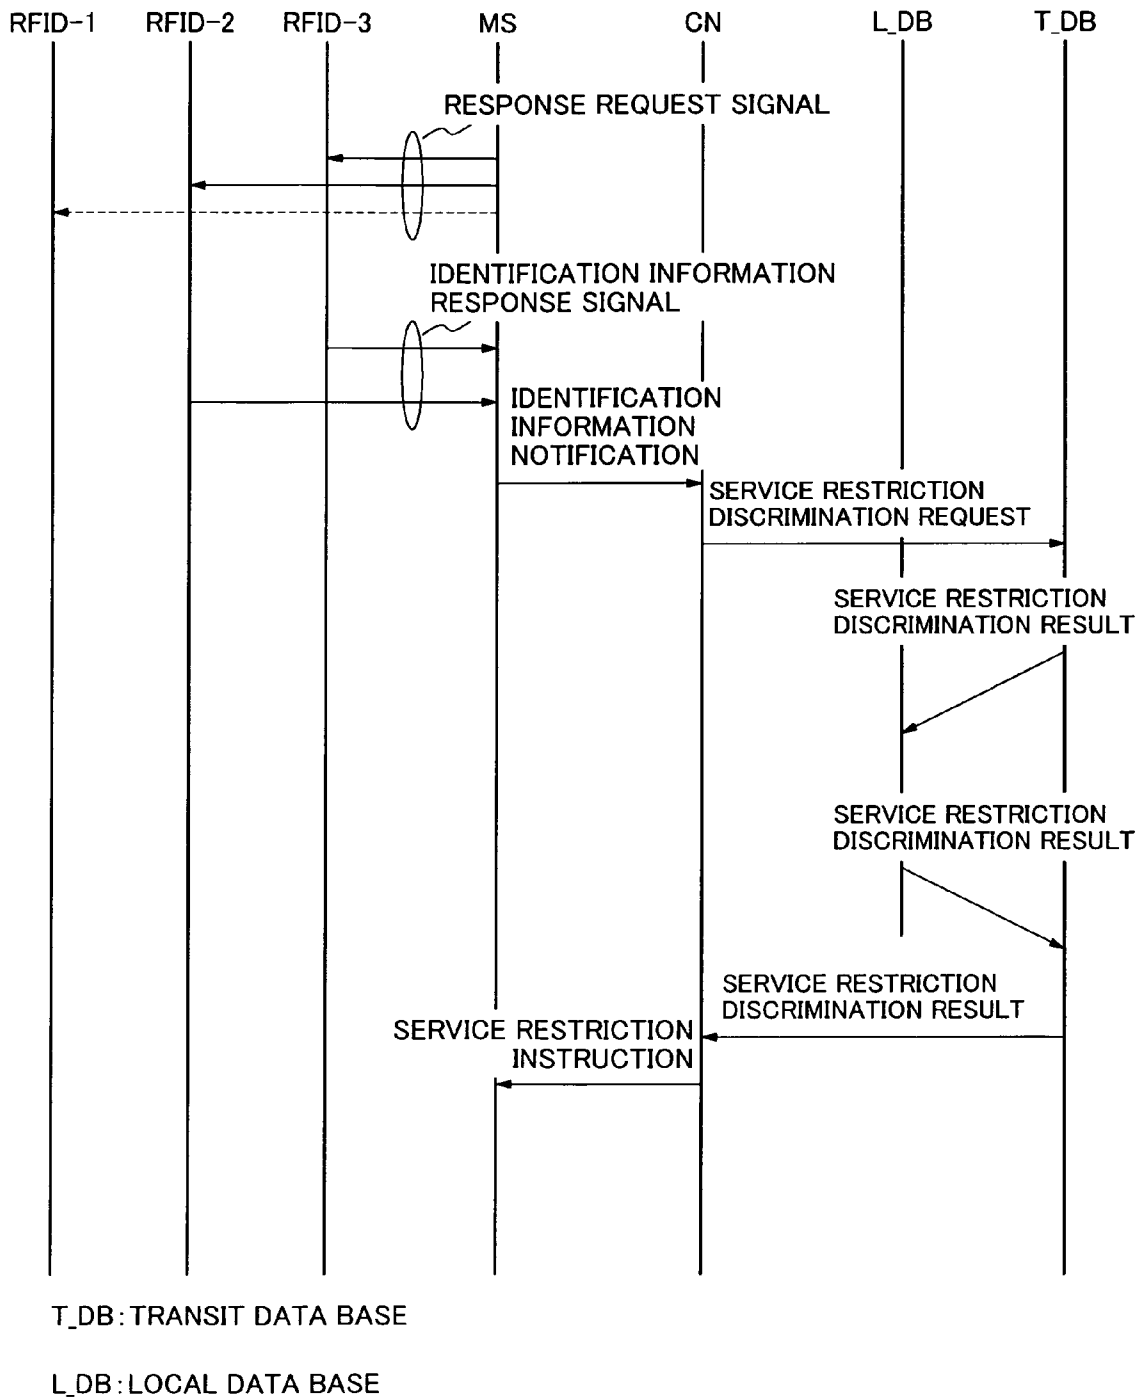 RFID-1 RFID-2 RFID-3 MS CN L_DB T_DB
RESPONSE REQUEST SIGNAL
IDENTIFICATION INFORMATION
RESPONSE SIGNAL
IDENTIFICATION
INFORMATION
NOTIFICATION
SERVICE RESTRICTION
DISCRIMINATION REQUEST
SERVICE RESTRICTION
DISCRIMINATION RESULT
SERVICE RESTRICTION
DISCRIMINATION RESULT
SERVICE RESTRICTION
DISCRIMINATION RESULT
SERVICE RESTRICTION
INSTRUCTION
T_DB:TRANSIT DATA BASE
L_DB:LOCAL DATA BASE